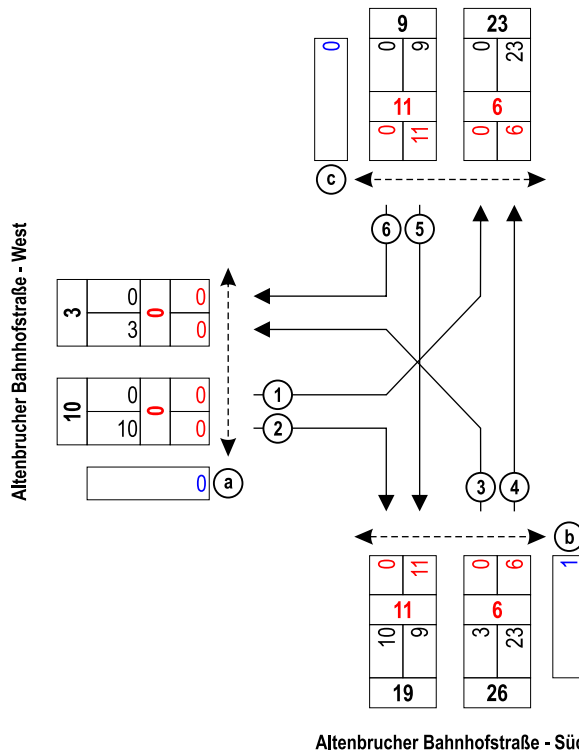 9 23
0 0 9 0 23
11 6
0 11 0 6
c
6 5
Altenbrucher Bahnhofstraße - West
3 0 0 0
3 0
10 0 0 0
10 0
1
2
0 a
3 4
b
0 11 0 6 1
11 6
10 9 3 23
19 26
Altenbrucher Bahnhofstraße - Süd